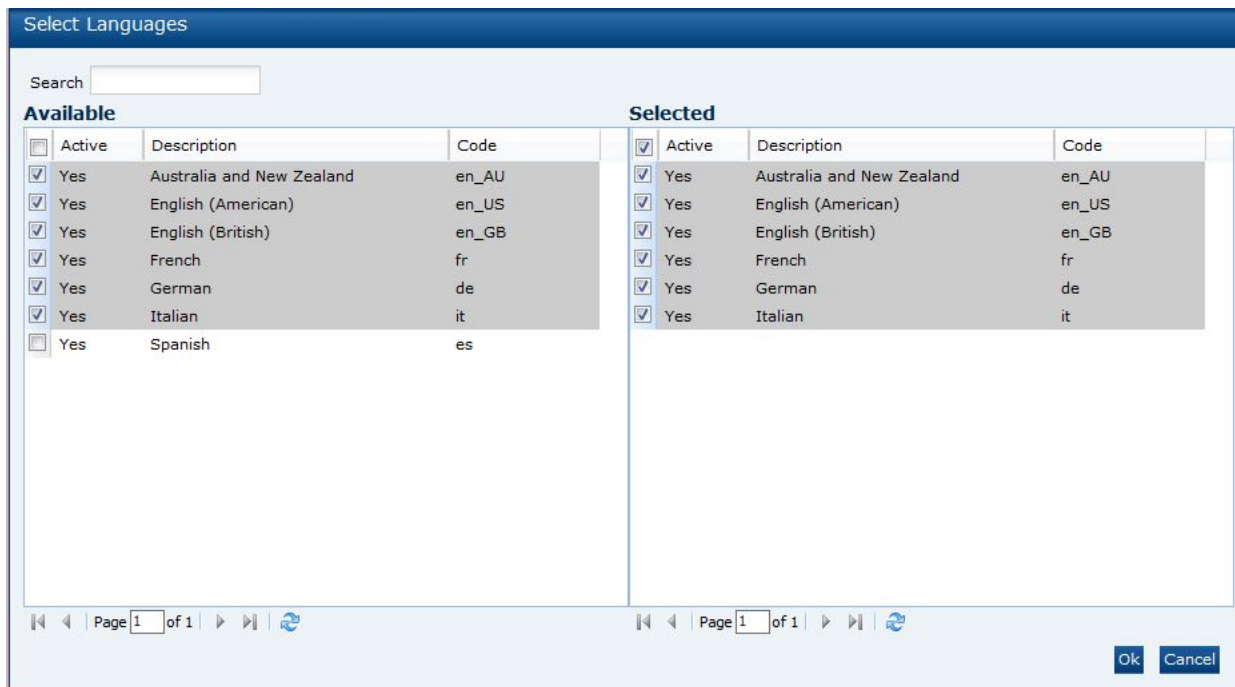 Select Languages
Search
Available
Active Description Code
Yes Australia and New Zealand en_AU
Yes English (American) en_US
Yes English (British) en_GB
Yes French fr
Yes German de
Yes Italian it
Yes Spanish es
Page 1 of 1
Selected
Active Description Code
Yes Australia and New Zealand en_AU
Yes English (American) en_US
Yes English (British) en_GB
Yes French fr
Yes German de
Yes Italian it
Page 1 of 1
Ok Cancel